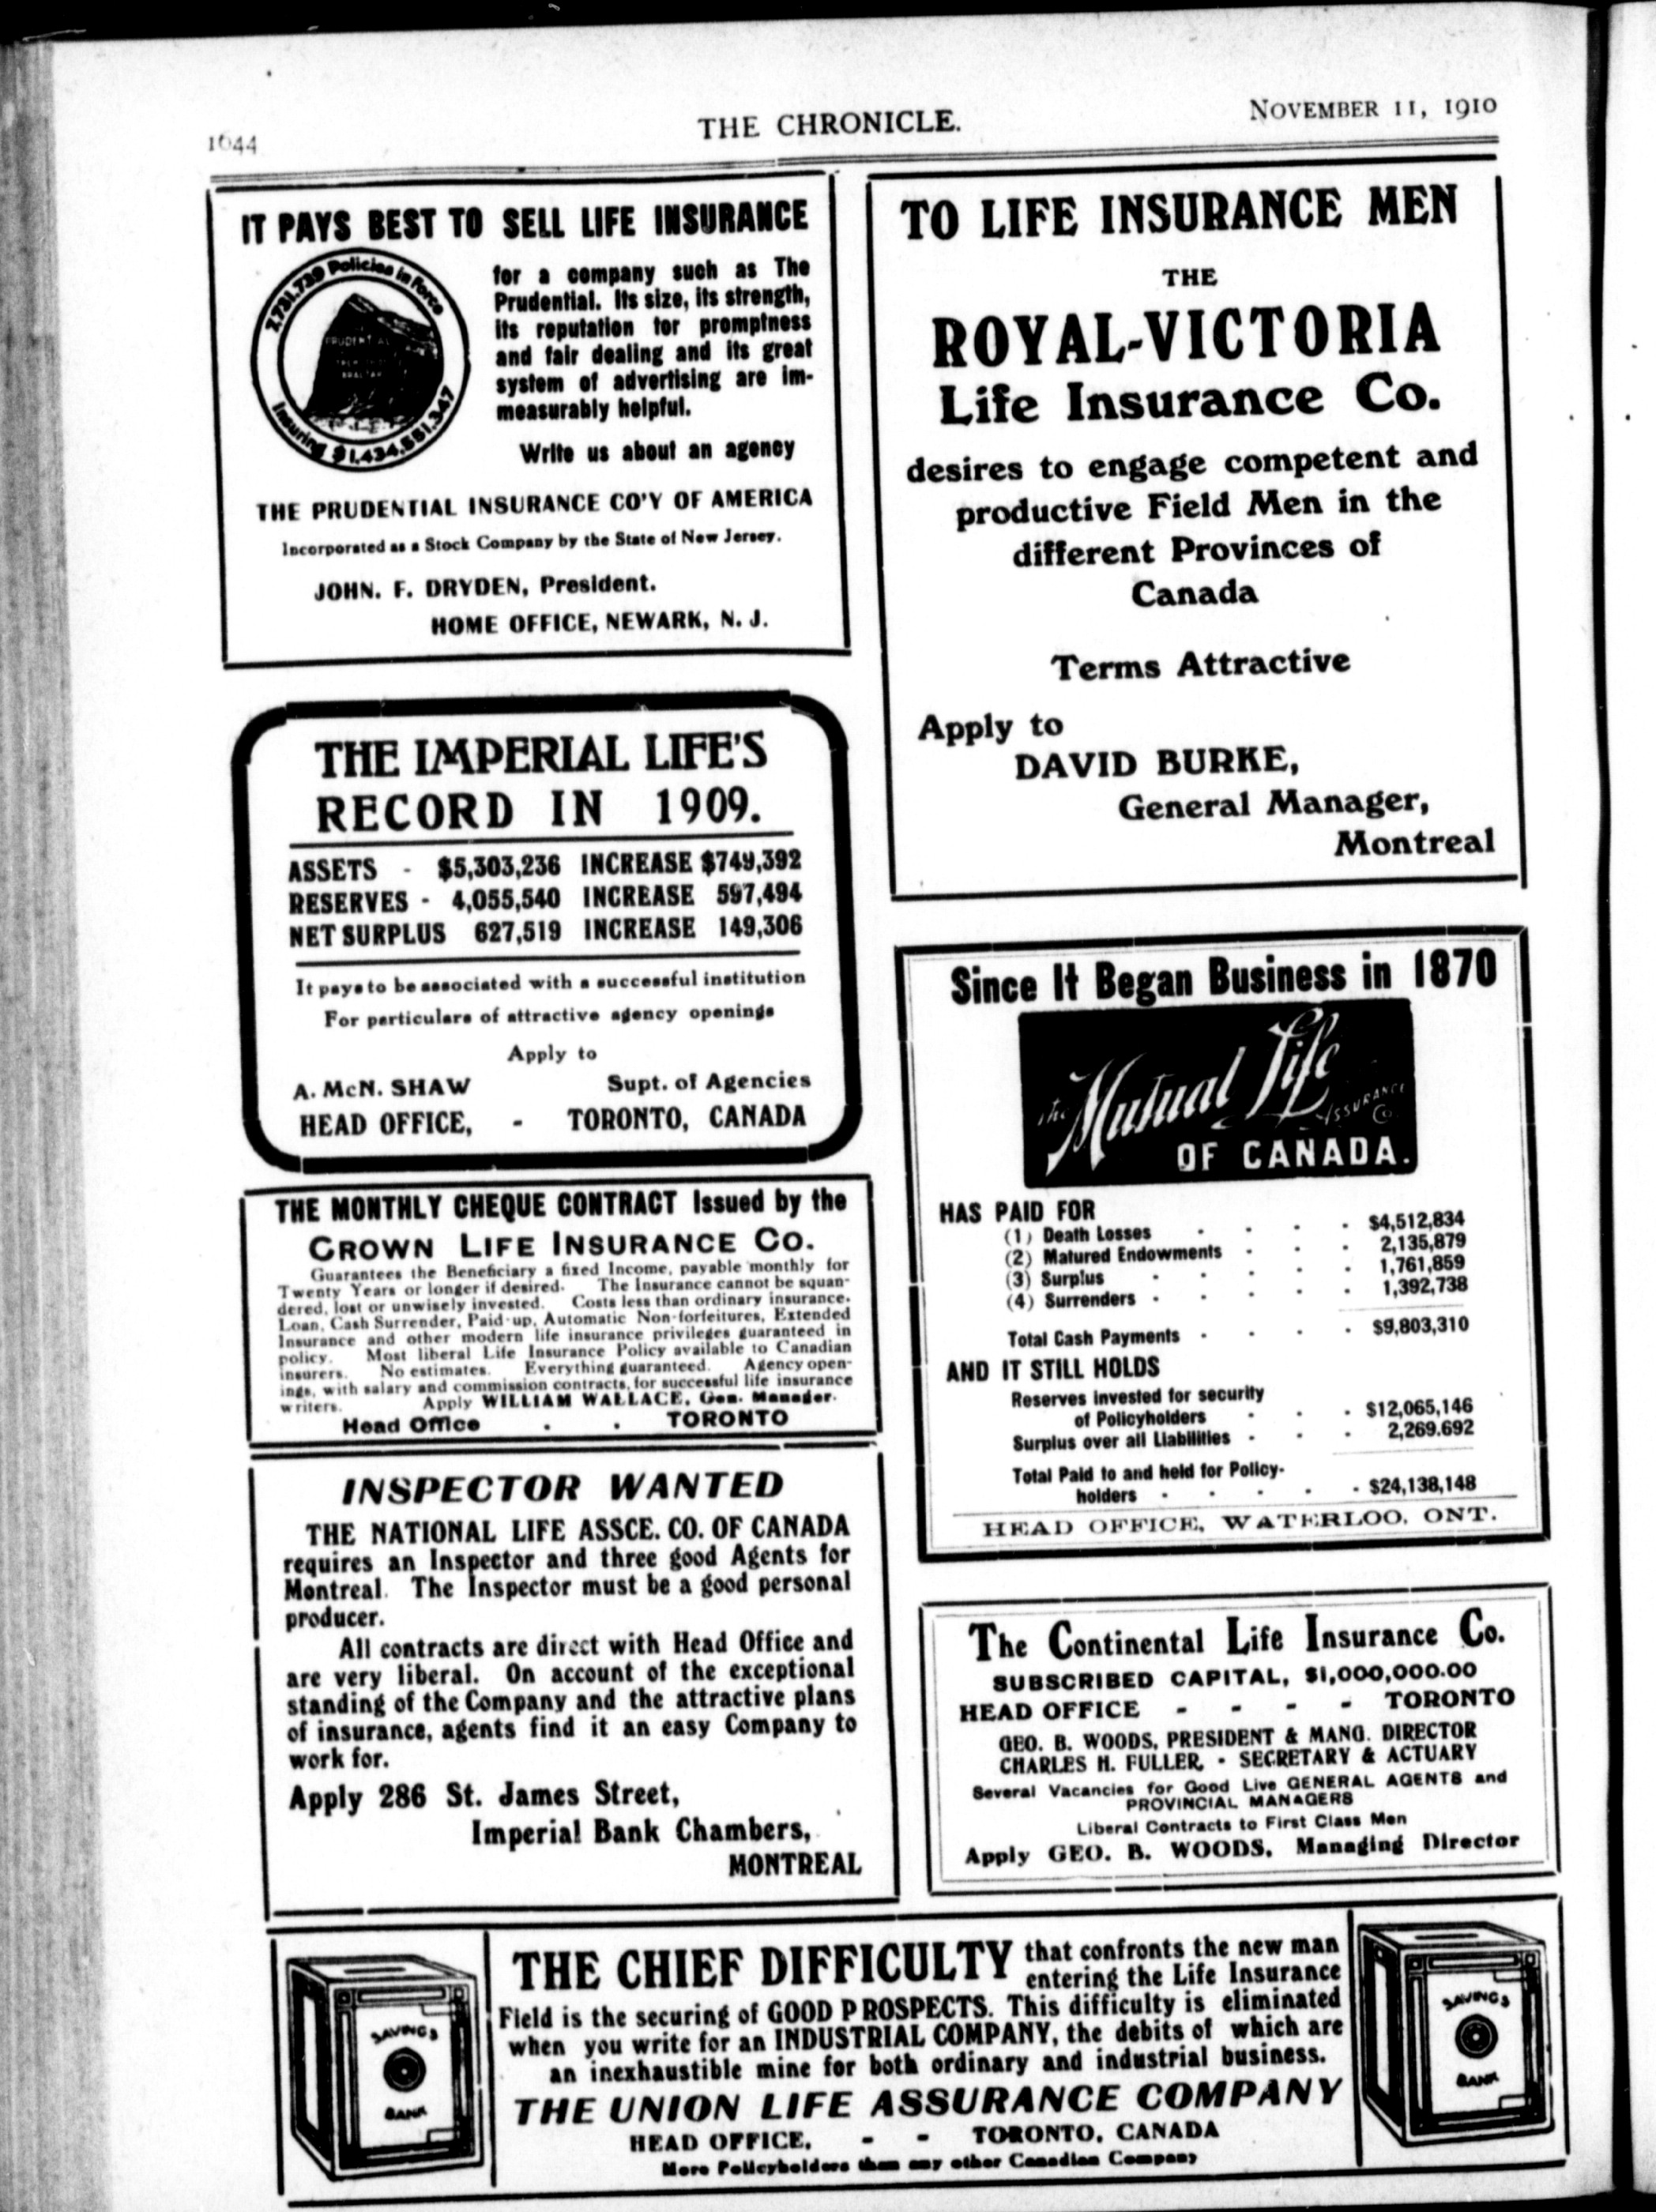 1644
THE CHRONICLE.
NOVEMBER 11, 1910
IT PAYS BEST TO SELL LIFE INSURANCE
7,731,739 Policies in Force
Insuring $1,434,551,347
for a company such as The
Prudential. Its size, its strength,
its reputation for promptness
and fair dealing and its great
system of advertising are im-
measurably helpful.
Write us about an agency
THE PRUDENTIAL INSURANCE CO'Y OF AMERICA
Incorporated as a Stock Company by the State of New Jersey.
JOHN. F. DRYDEN, President.
HOME OFFICE, NEWARK, N. J.
THE IMPERIAL LIFE'S
RECORD IN 1909.
ASSETS - $5,303,236 INCREASE $749,392
RESERVES - 4,055,540 INCREASE 597,494
NET SURPLUS 627,519 INCREASE 149,306
It pays to be associated with a successful institution
For particulars of attractive agency openings
Apply to
A. McN. SHAW Supt. of Agencies
HEAD OFFICE, - TORONTO, CANADA
THE MONTHLY CHEQUE CONTRACT Issued by the
CROWN LIFE INSURANCE CO.
Guarantees the Beneficiary a fixed Income, payable monthly for
Twenty Years or longer if desired. The Insurance cannot be squan-
dered, lost or unwisely invested. Costs less than ordinary insurance.
Loan, Cash Surrender, Paid-up, Automatic Non-forfeitures, Extended
Insurance and other modern life insurance privileges guaranteed in
policy. Most liberal Life Insurance Policy available to Canadian
insurers. No estimates. Everything guaranteed. Agency open-
ings, with salary and commission contracts, for successful life insurance
writers. Apply WILLIAM WALLACE, Gen. Manager.
Head Office . . TORONTO
INSPECTOR WANTED
THE NATIONAL LIFE ASSCE. CO. OF CANADA
requires an Inspector and three good Agents for
Montreal. The Inspector must be a good personal
producer.
All contracts are direct with Head Office and
are very liberal. On account of the exceptional
standing of the Company and the attractive plans
of insurance, agents find it an easy Company to
work for.
Apply 286 St. James Street,
Imperial Bank Chambers,
MONTREAL
TO LIFE INSURANCE MEN
THE
ROYAL-VICTORIA
Life Insurance Co.
desires to engage competent and
productive Field Men in the
different Provinces of
Canada
Terms Attractive
Apply to
DAVID BURKE,
General Manager,
Montreal
Since It Began Business in 1870
The Mutual Life
ASSURANCE
Co.
OF CANADA.
HAS PAID FOR
(1) Death Losses - - - - $4,512,834
(2) Matured Endowments - - - 2,135,879
(3) Surplus - - - - - 1,761,859
(4) Surrenders - - - - - 1,392,738
Total Cash Payments - - - - $9,803,310
AND IT STILL HOLDS
Reserves invested for security
of Policyholders - - - $12,065,146
Surplus over all Liabilities - - - 2,269.692
Total Paid to and held for Policy-
holders - - - - - $24,138,148
HEAD OFFICE, WATERLOO, ONT.
The Continental Life Insurance Co.
SUBSCRIBED CAPITAL, $1,000,000.00
HEAD OFFICE - - - - TORONTO
GEO. B. WOODS, PRESIDENT & MANG. DIRECTOR
CHARLES H. FULLER, - SECRETARY & ACTUARY
Several Vacancies for Good Live GENERAL AGENTS and
PROVINCIAL MANAGERS
Liberal Contracts to First Class Men
Apply GEO. B. WOODS, Managing Director
SAVINGS
BANK
THE CHIEF DIFFICULTY that confronts the new man
entering the Life Insurance
Field is the securing of GOOD PROSPECTS. This difficulty is eliminated
when you write for an INDUSTRIAL COMPANY, the debits of which are
an inexhaustible mine for both ordinary and industrial business.
THE UNION LIFE ASSURANCE COMPANY
HEAD OFFICE, - - TORONTO, CANADA
More Policyholders than any other Canadian Company
SAVINGS
BANK